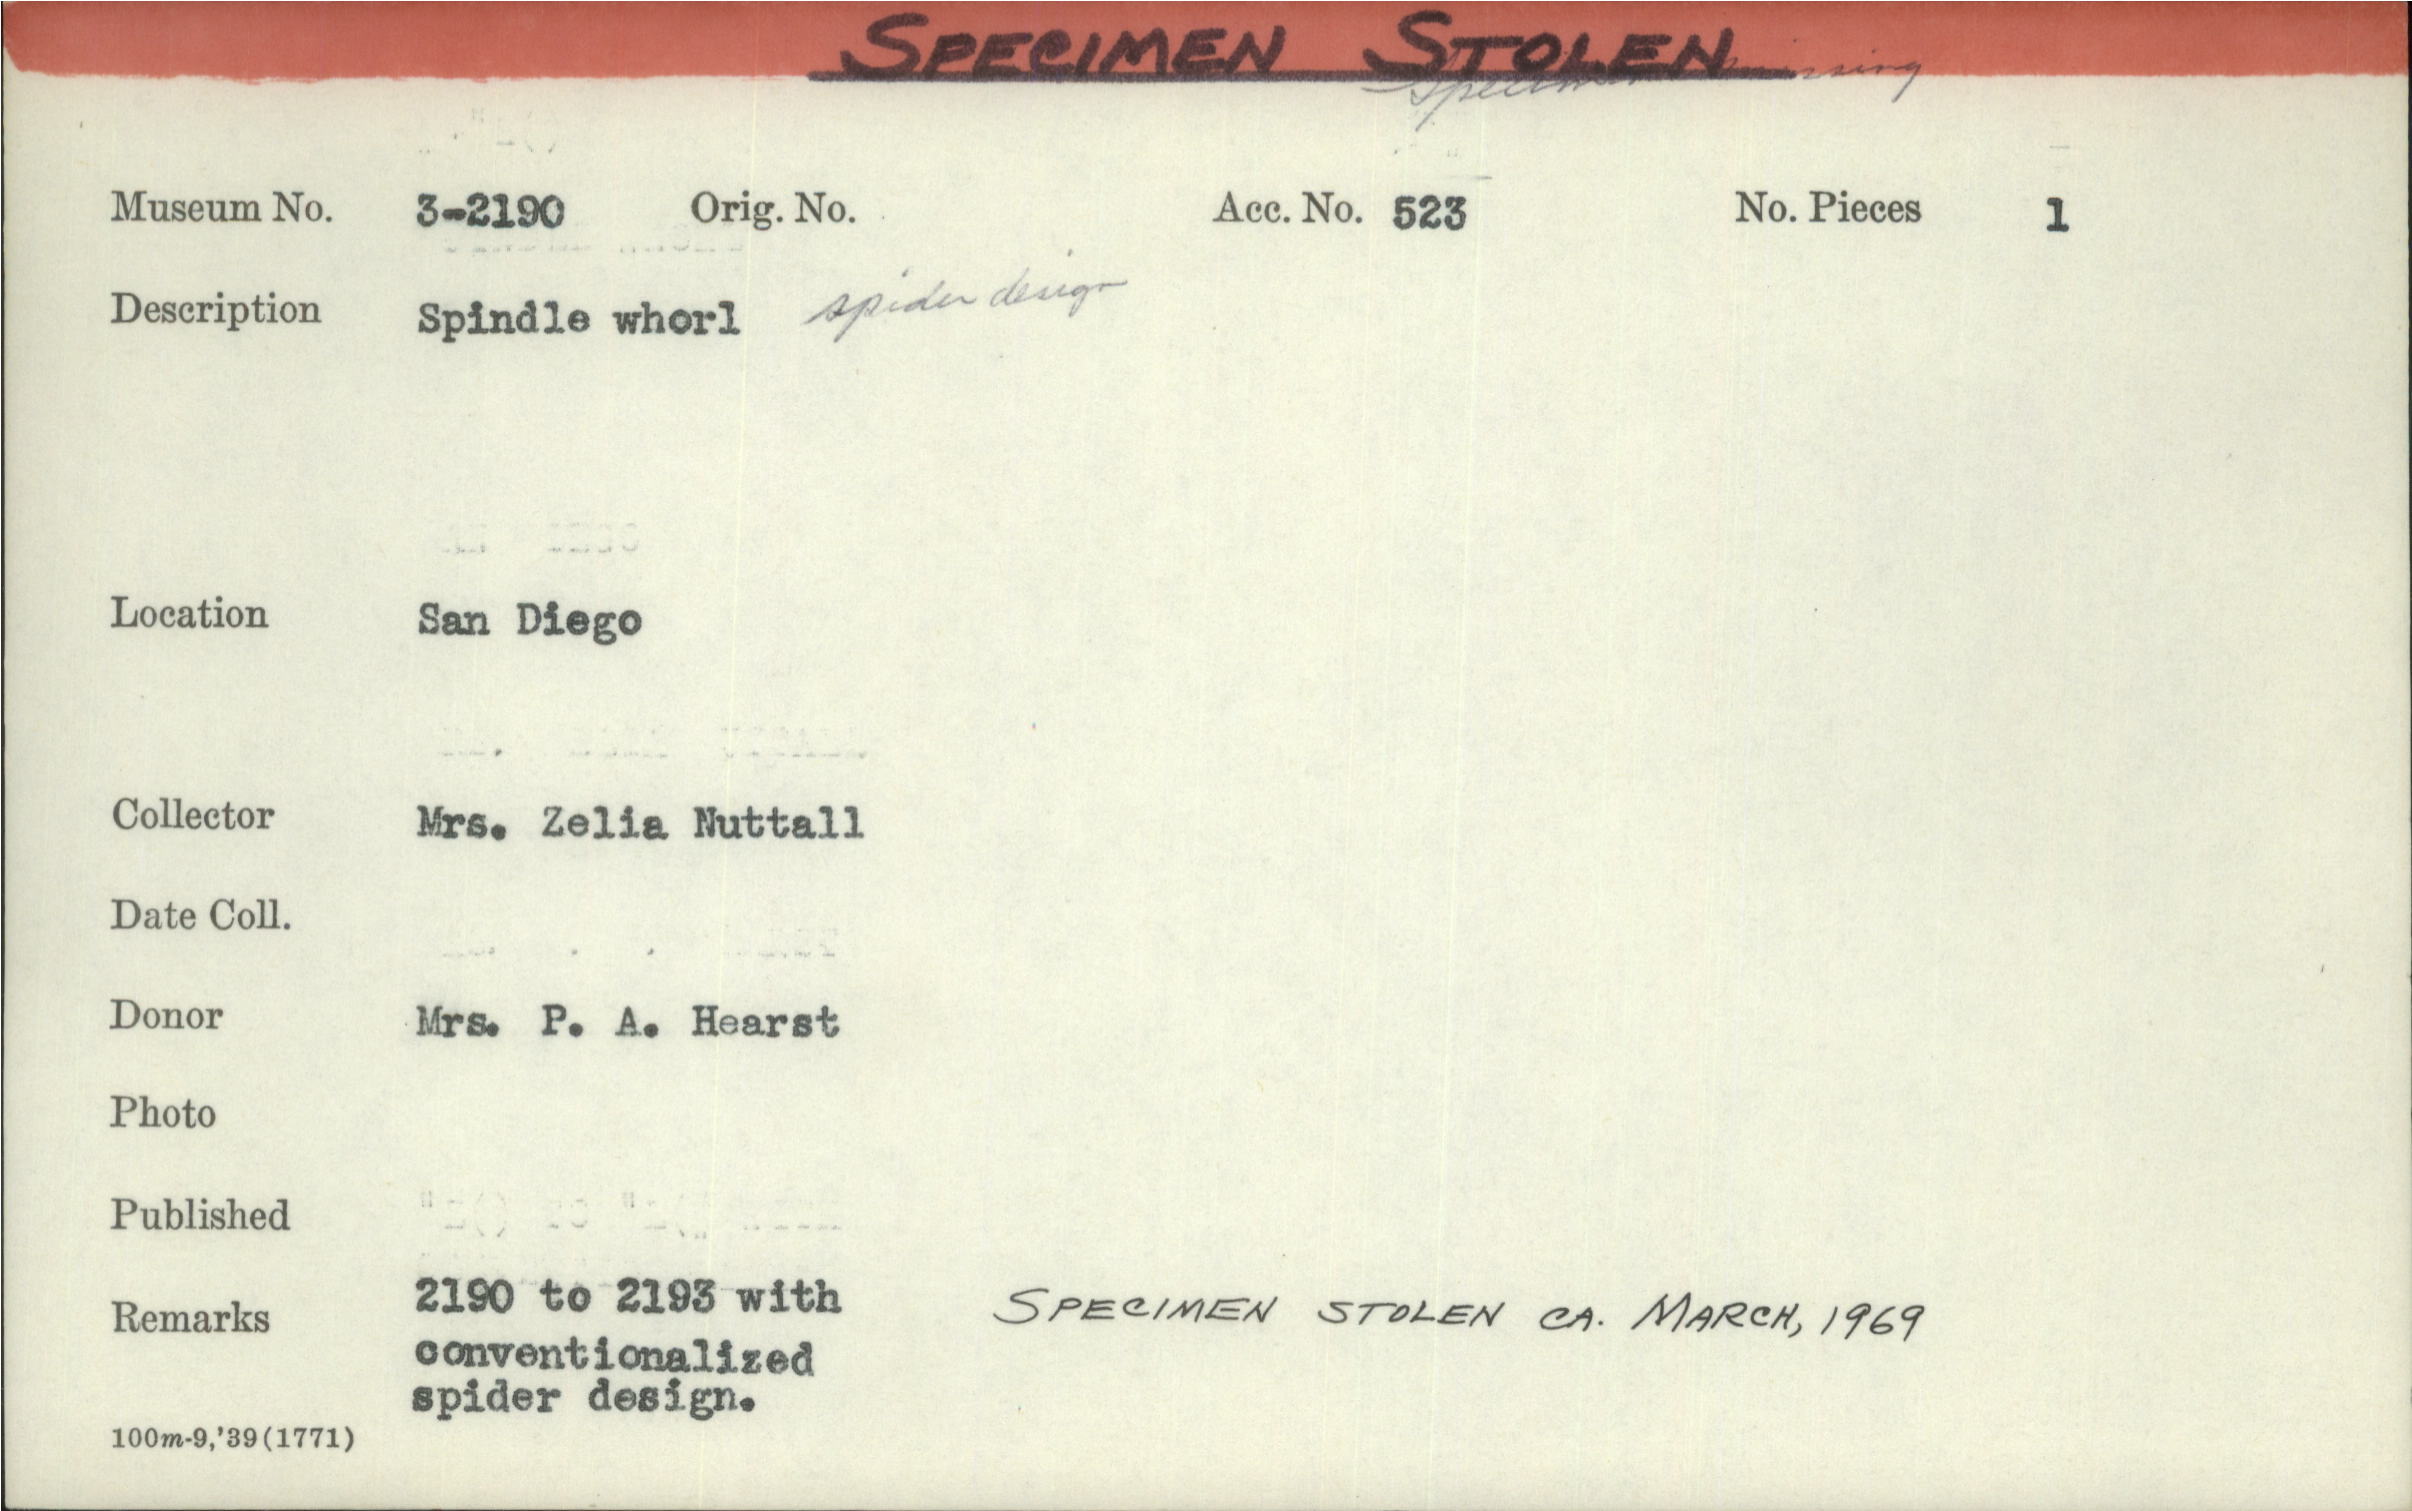 SPECIMEN STOLEN
Specimen missing
Museum No. 3-2190 Orig. No. Acc. No. 523 No. Pieces 1
Description Spindle whorl spider design
Location San Diego
Collector Mrs. Zelia Nuttall
Date Coll.
Donor Mrs. P. A. Hearst
Photo
Published
Remarks 2190 to 2193 with SPECIMEN STOLEN CA. MARCH, 1969
conventionalized
spider design.
100m-9,'39(1771)